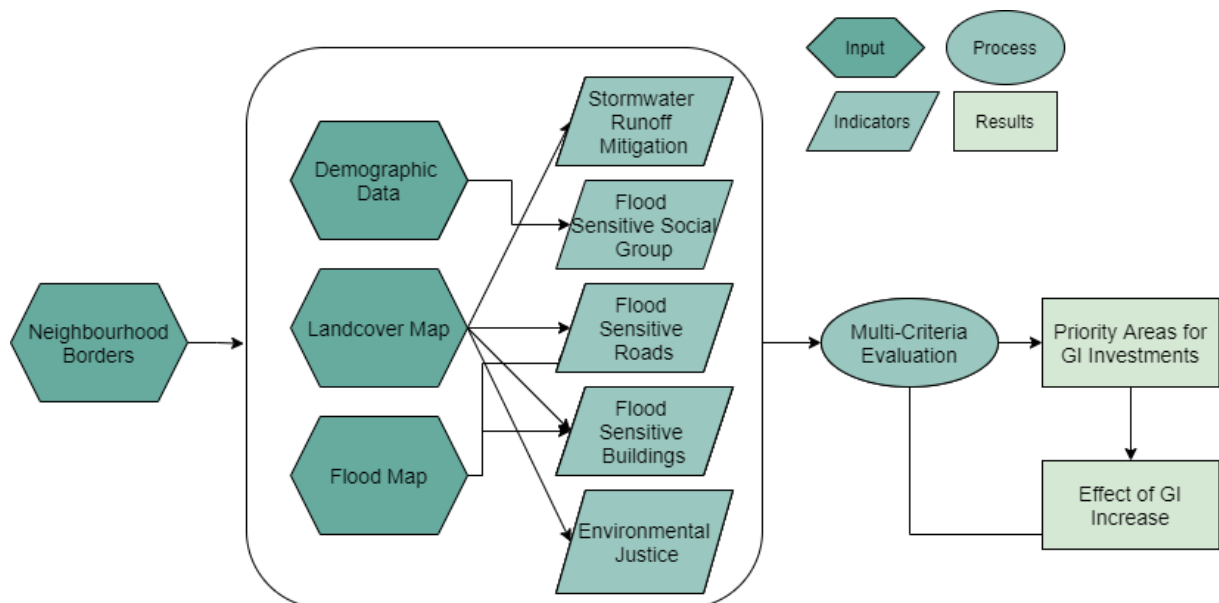 Input
Process
Indicators
Results
Neighbourhood
Borders
Demographic
Data
Landcover Map
Flood Map
Stormwater
Runoff
Mitigation
Flood
Sensitive Social
Group
Flood
Sensitive
Roads
Flood
Sensitive
Buildings
Environmental
Justice
Multi-Criteria
Evaluation
Priority Areas for
GI Investments
Effect of GI
Increase